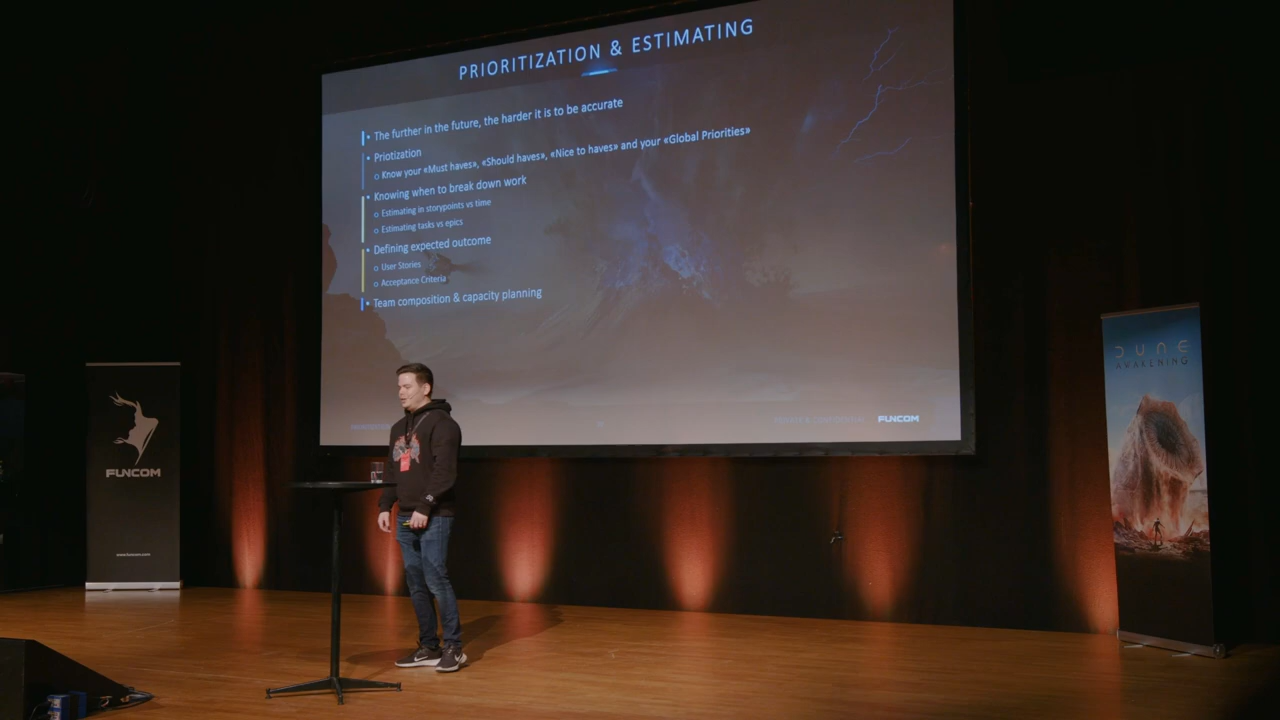 PRIORITIZATION & ESTIMATING
• The further in the future, the harder it is to be accurate
• Priotization
o Know your «Must haves», «Should haves», «Nice to haves» and your «Global Priorities»
• Knowing when to break down work
o Estimating in storypoints vs time
o Estimating tasks vs epics
• Defining expected outcome
o User Stories
o Acceptance Criteria
• Team composition & capacity planning
FUNCOM
FUNCOM
www.funcom.com
DUNE
AWAKENING